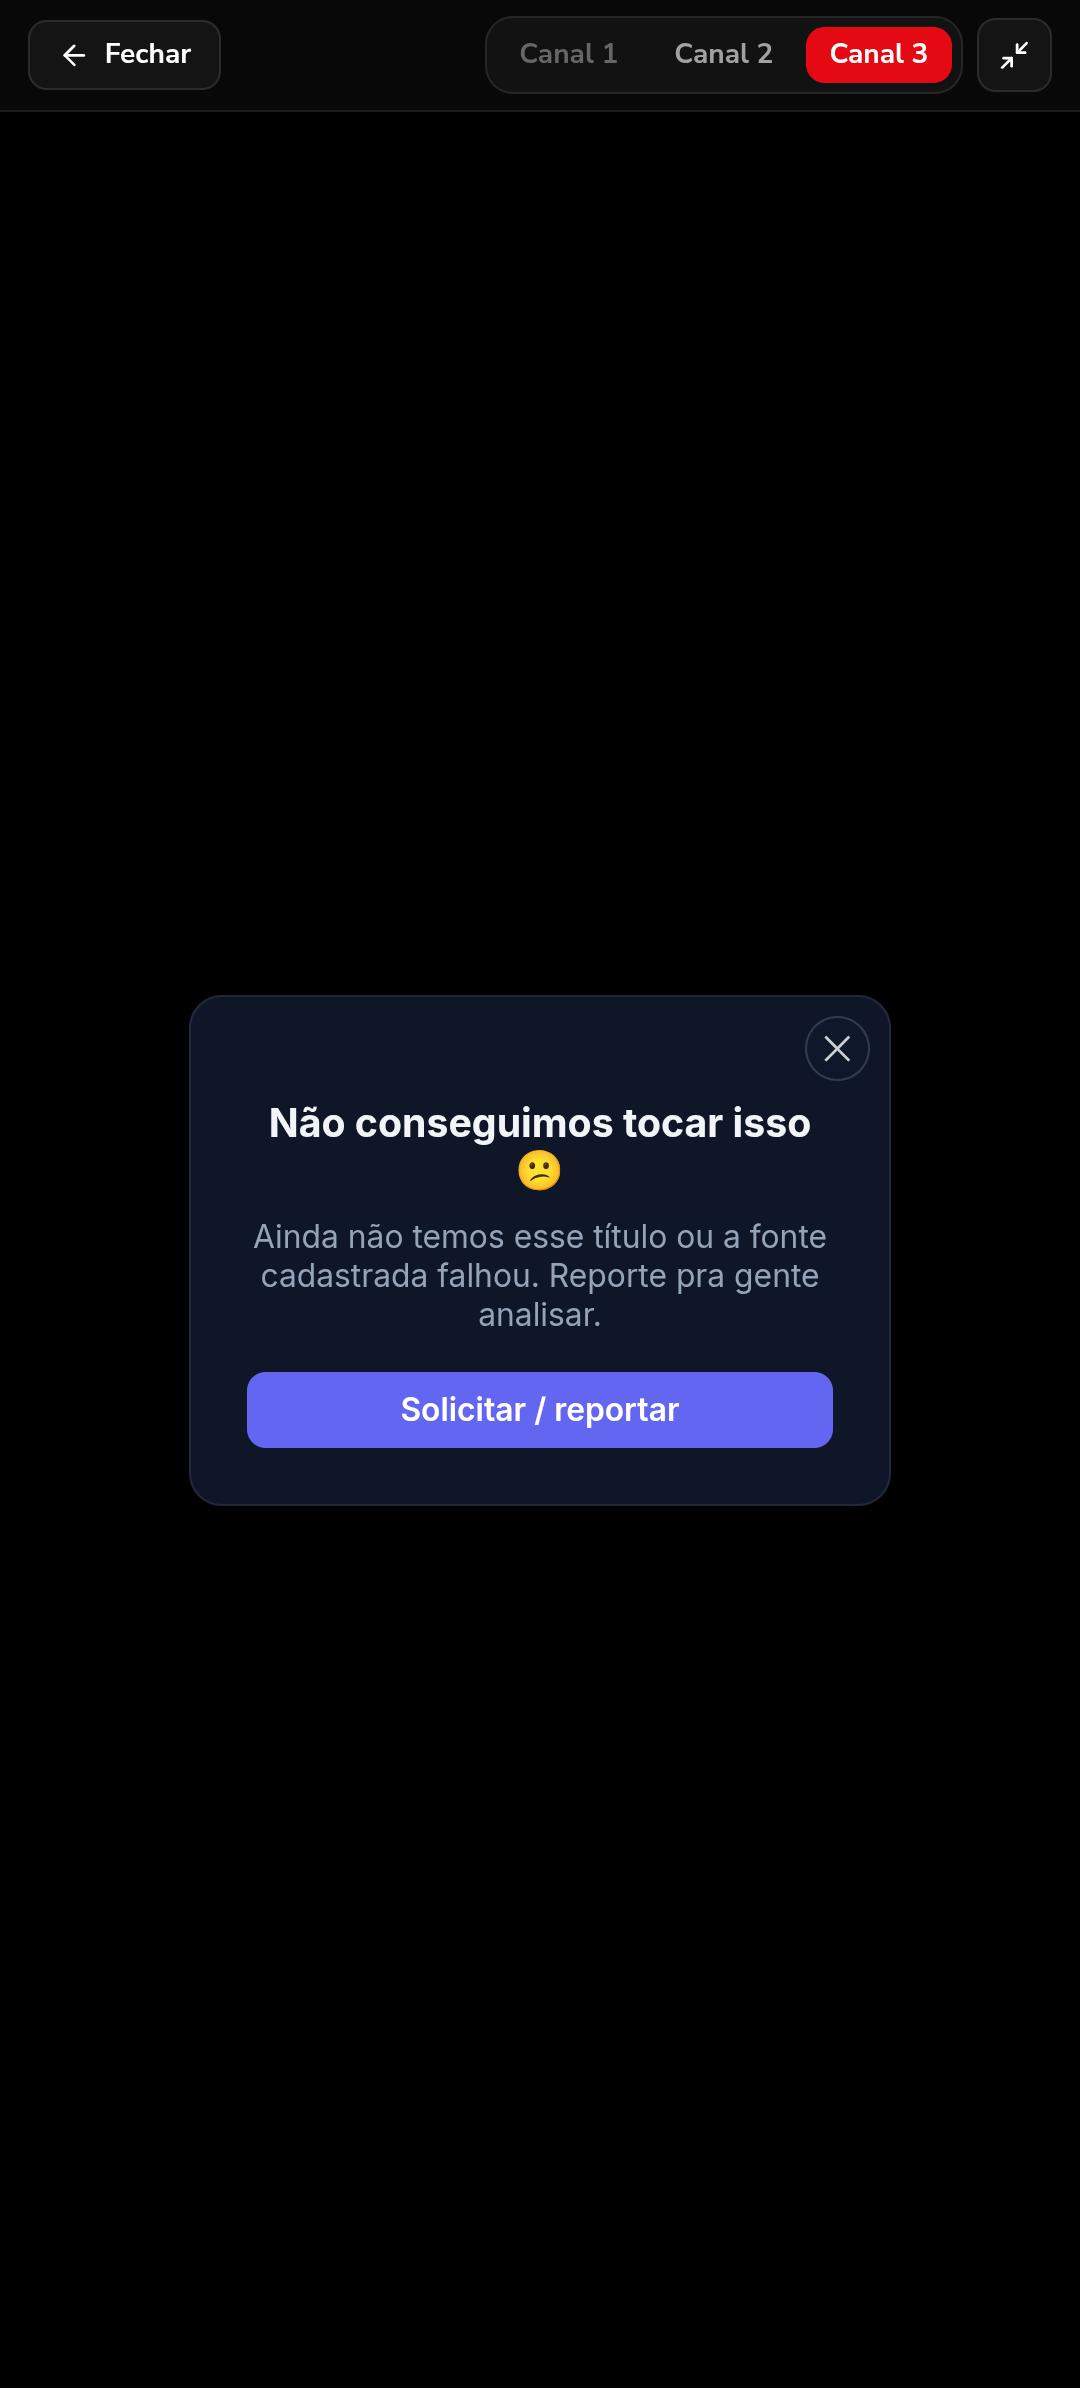 Fechar
Canal 1
Canal 2
Canal 3
Não conseguimos tocar isso
😕
Ainda não temos esse título ou a fonte
cadastrada falhou. Reporte pra gente
analisar.
Solicitar / reportar